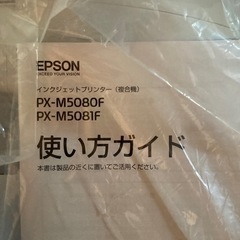 EPSON
EXCEED YOUR VISION
インクジェットプリンター（複合機）
PX-M5080F
PX-M5081F
使い方ガイド
本書は製品の近くに置いてご活用ください。